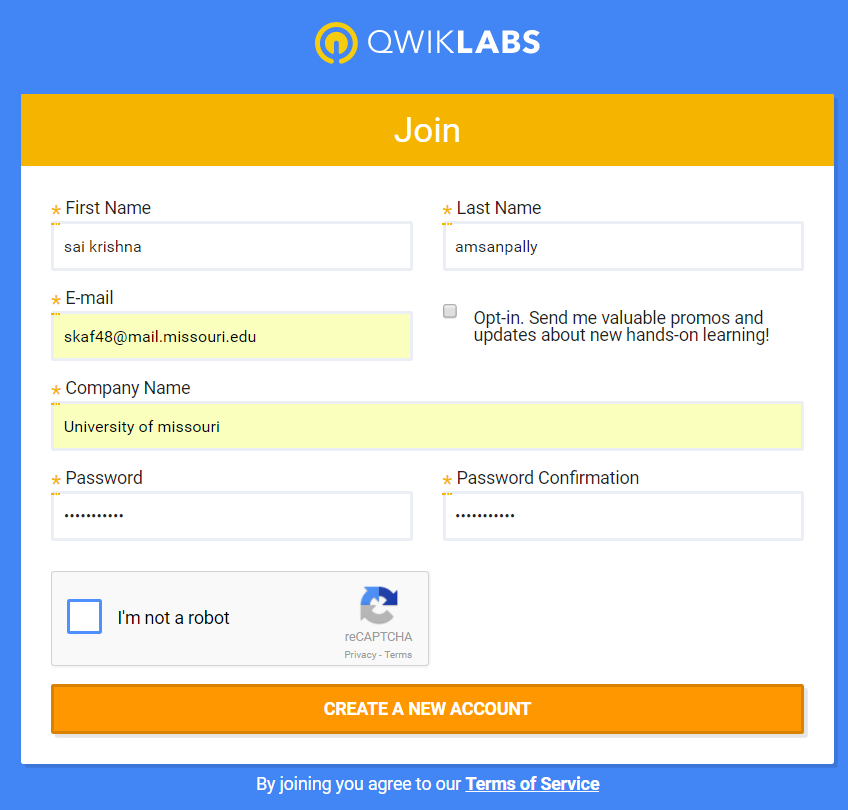 QWIKLABS
Join
* First Name
* Last Name
sai krishna
amsanpally
* E-mail
skaf48@mail.missouri.edu
Opt-in. Send me valuable promos and
updates about new hands-on learning!
* Company Name
University of missouri
* Password
* Password Confirmation
•••••••••••
•••••••••••
I'm not a robot
reCAPTCHA
Privacy - Terms
CREATE A NEW ACCOUNT
By joining you agree to our Terms of Service